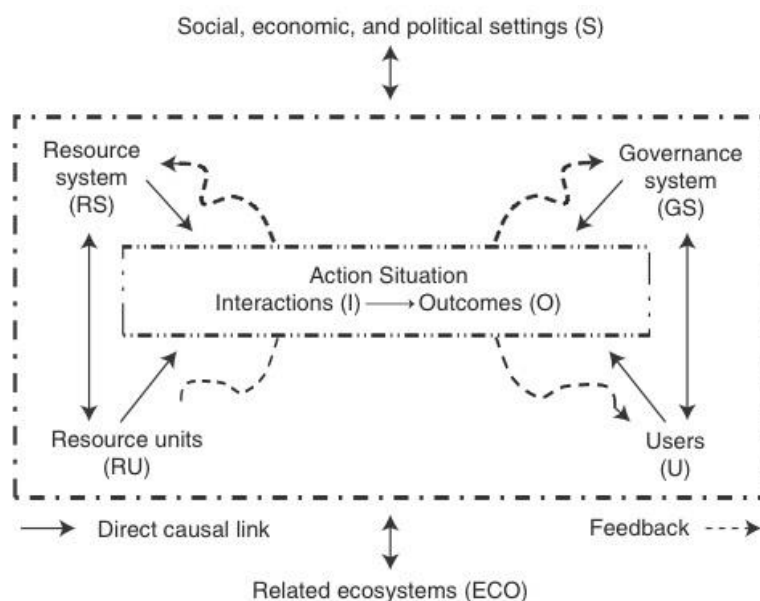 Social, economic, and political settings (S)
Resource
system
(RS)
Governance
system
(GS)
Action Situation
Interactions (I) → Outcomes (O)
Resource units
(RU)
Users
(U)
Direct causal link
Feedback
Related ecosystems (ECO)